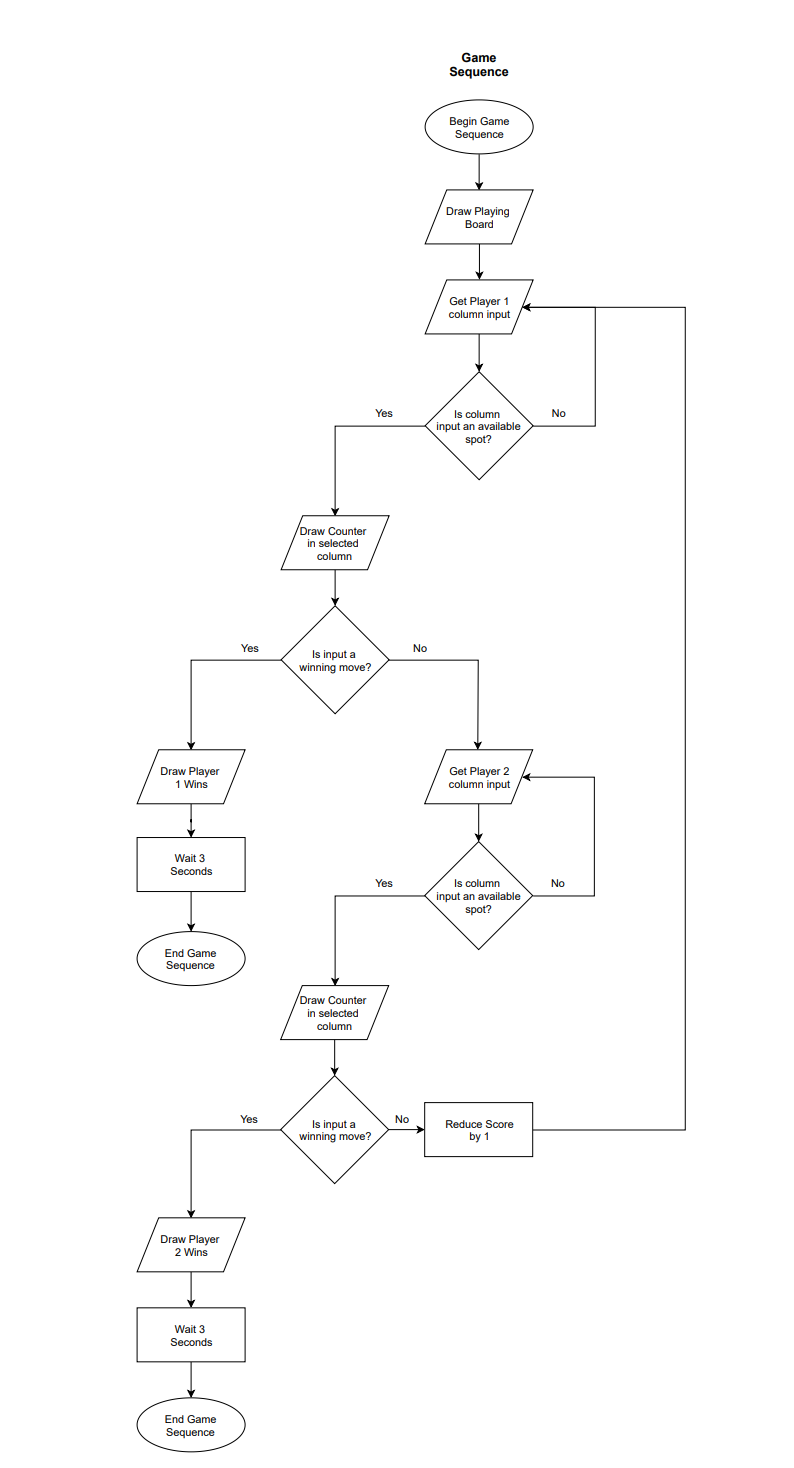 Game
Sequence
Begin Game
Sequence
Draw Playing
Board
Get Player 1
column input
Is column
input an available
spot?
Yes
No
Draw Counter
in selected
column
Is input a
winning move?
Yes
No
Draw Player
1 Wins
Wait 3
Seconds
End Game
Sequence
Get Player 2
column input
Is column
input an available
spot?
Yes
No
Draw Counter
in selected
column
Is input a
winning move?
Yes
No
Reduce Score
by 1
Draw Player
2 Wins
Wait 3
Seconds
End Game
Sequence